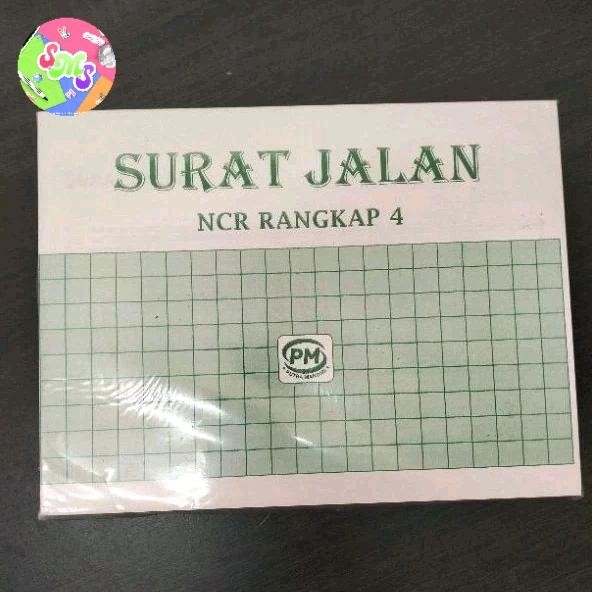 SMS
SURAT JALAN
NCR RANGKAP 4
PM